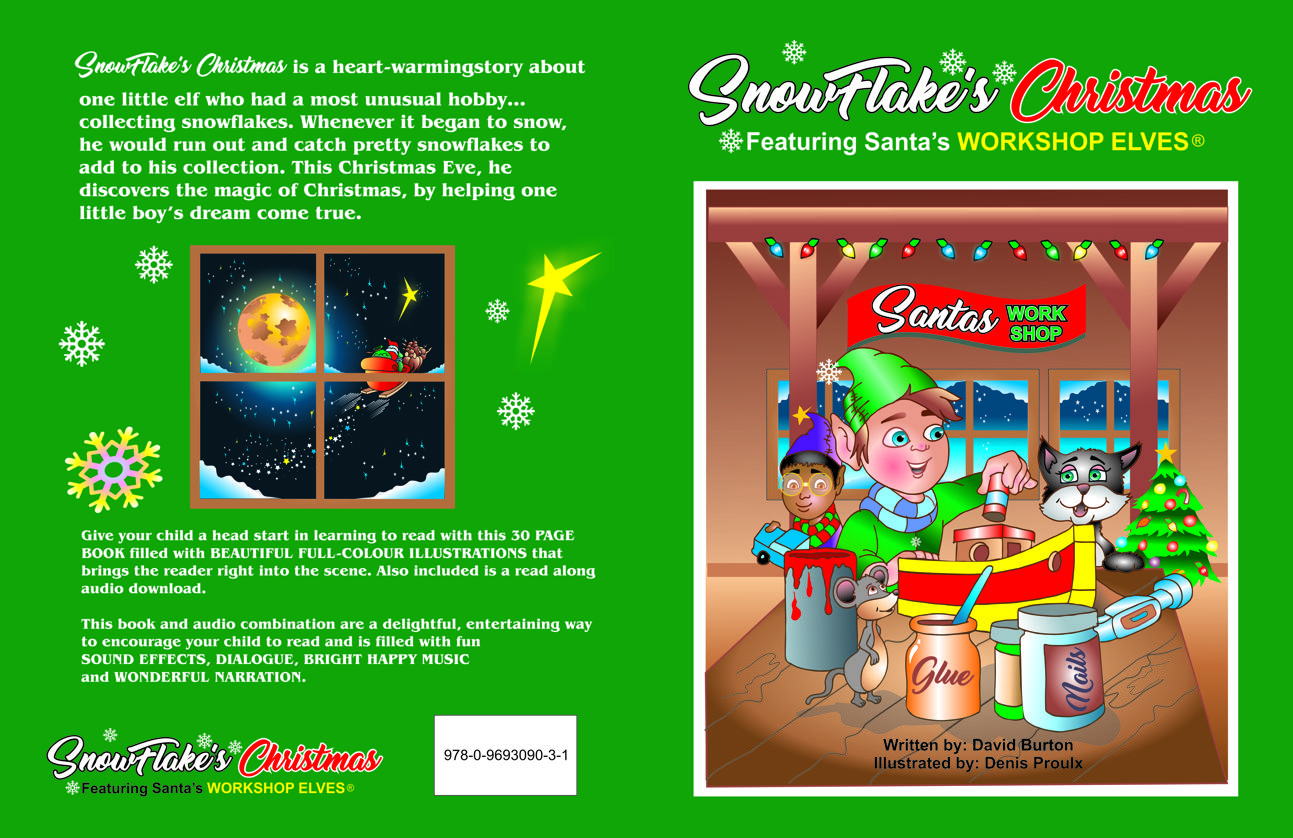 SnowFlake's Christmas is a heart-warmingstory about
one little elf who had a most unusual hobby...
collecting snowflakes. Whenever it began to snow,
he would run out and catch pretty snowflakes to
add to his collection. This Christmas Eve, he
discovers the magic of Christmas, by helping one
little boy's dream come true.
Give your child a head start in learning to read with this 30 PAGE
BOOK filled with BEAUTIFUL FULL-COLOUR ILLUSTRATIONS that
brings the reader right into the scene. Also included is a read along
audio download.
This book and audio combination are a delightful, entertaining way
to encourage your child to read and is filled with fun
SOUND EFFECTS, DIALOGUE, BRIGHT HAPPY MUSIC
and WONDERFUL NARRATION.
SnowFlake's Christmas
Featuring Santa's WORKSHOP ELVES®
978-0-9693090-3-1
SnowFlake's Christmas
Featuring Santa's WORKSHOP ELVES®
Santas WORK
SHOP
Glue
Nails
Written by: David Burton
Illustrated by: Denis Proulx